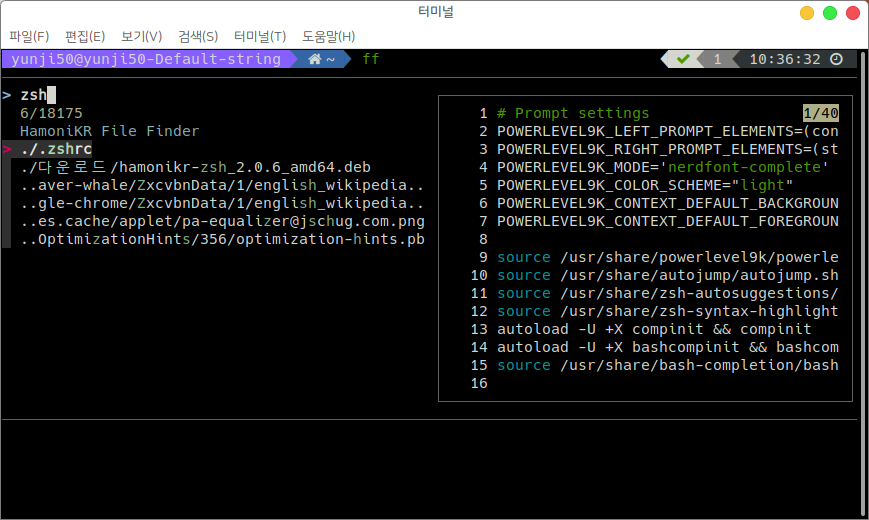 터미널
파일(F) 편집(E) 보기(V) 검색(S) 터미널(T) 도움말(H)
yunji50@yunji50-Default-string ~ ff ✔ 1 10:36:32
> zsh
6/18175
HamoniKR File Finder
> ./.zshrc
./다운로드/hamonikr-zsh_2.0.6_amd64.deb
..aver-whale/ZxcvbnData/1/english_wikipedia..
..gle-chrome/ZxcvbnData/1/english_wikipedia..
..es.cache/applet/pa-equalizer@jschug.com.png
..OptimizationHints/356/optimization-hints.pb
1 # Prompt settings 1/40
2 POWERLEVEL9K_LEFT_PROMPT_ELEMENTS=(con
3 POWERLEVEL9K_RIGHT_PROMPT_ELEMENTS=(st
4 POWERLEVEL9K_MODE='nerdfont-complete'
5 POWERLEVEL9K_COLOR_SCHEME="light"
6 POWERLEVEL9K_CONTEXT_DEFAULT_BACKGROUN
7 POWERLEVEL9K_CONTEXT_DEFAULT_FOREGROUN
8
9 source /usr/share/powerlevel9k/powerle
10 source /usr/share/autojump/autojump.sh
11 source /usr/share/zsh-autosuggestions/
12 source /usr/share/zsh-syntax-highlight
13 autoload -U +X compinit && compinit
14 autoload -U +X bashcompinit && bashcom
15 source /usr/share/bash-completion/bash
16